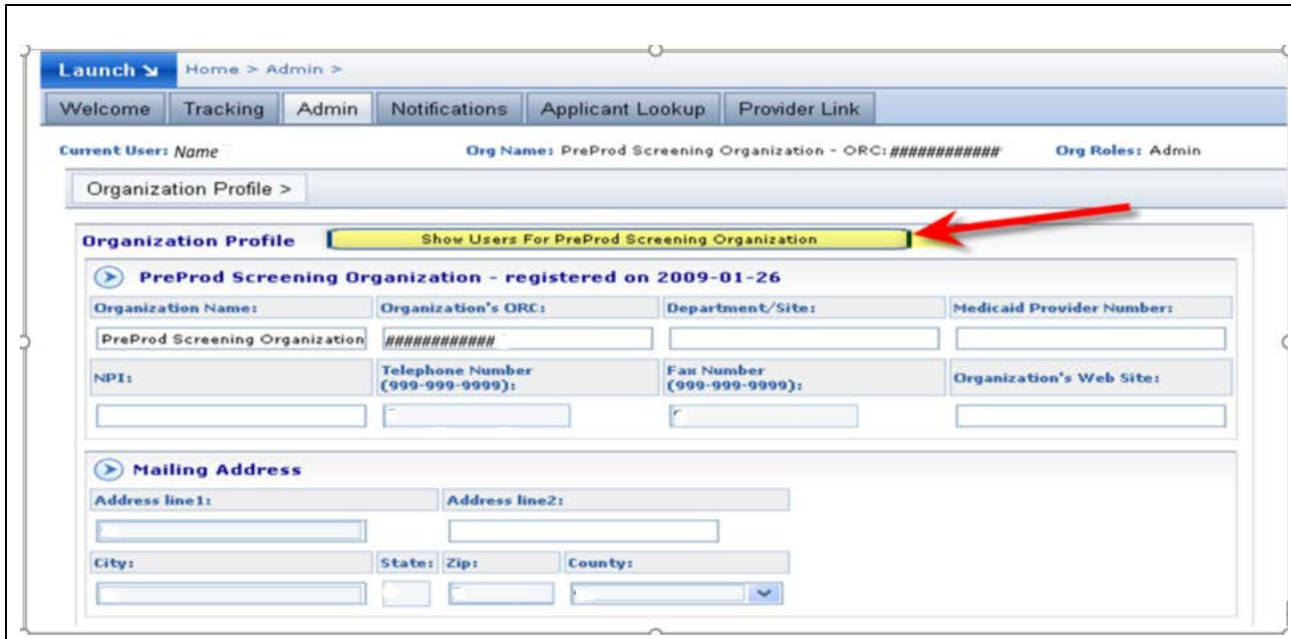 Launch Home > Admin >
Welcome Tracking Admin Notifications Applicant Lookup Provider Link
Current User: Name Org Name: PreProd Screening Organization - ORC: ############ Org Roles: Admin
Organization Profile >
Organization Profile Show Users For PreProd Screening Organization
PreProd Screening Organization - registered on 2009-01-26
Organization Name: Organization's ORC: Department/Site: Medicaid Provider Number:
PreProd Screening Organization ############
NPI: Telephone Number (999-999-9999): Fax Number (999-999-9999): Organization's Web Site:
Mailing Address
Address line1: Address line2:
City: State: Zip: County: